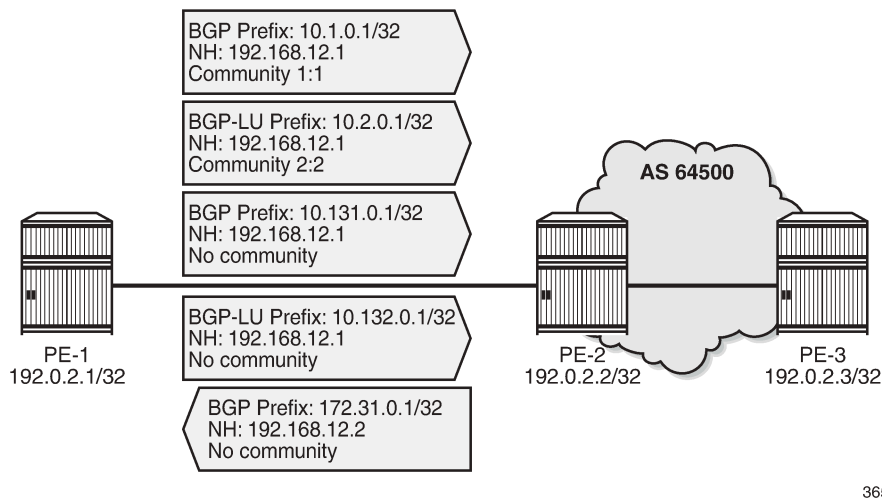 BGP Prefix: 10.1.0.1/32
NH: 192.168.12.1
Community 1:1
BGP-LU Prefix: 10.2.0.1/32
NH: 192.168.12.1
Community 2:2
BGP Prefix: 10.131.0.1/32
NH: 192.168.12.1
No community
BGP-LU Prefix: 10.132.0.1/32
NH: 192.168.12.1
No community
BGP Prefix: 172.31.0.1/32
NH: 192.168.12.2
No community
AS 64500
PE-1
192.0.2.1/32
PE-2
192.0.2.2/32
PE-3
192.0.2.3/32